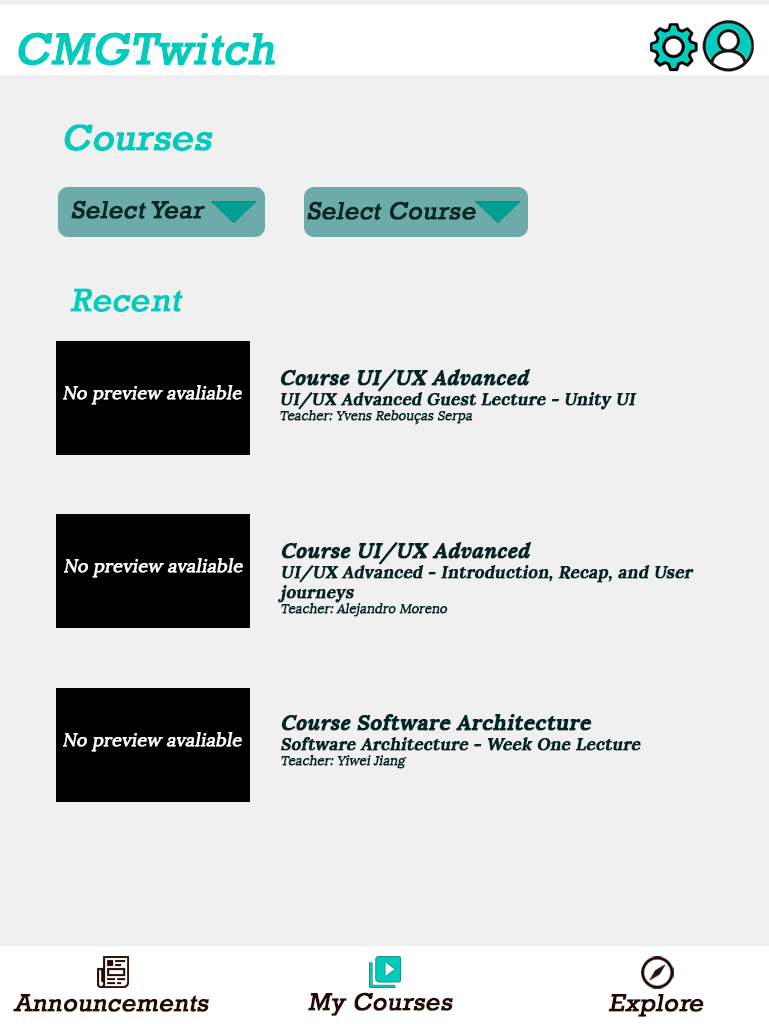 CMGTwitch
Courses
Select Year
Select Course
Recent
No preview avaliable
Course UI/UX Advanced
UI/UX Advanced Guest Lecture - Unity UI
Teacher: Yvens Rebouças Serpa
No preview avaliable
Course UI/UX Advanced
UI/UX Advanced - Introduction, Recap, and User
journeys
Teacher: Alejandro Moreno
No preview avaliable
Course Software Architecture
Software Architecture - Week One Lecture
Teacher: Yiwei Jiang
Announcements
My Courses
Explore